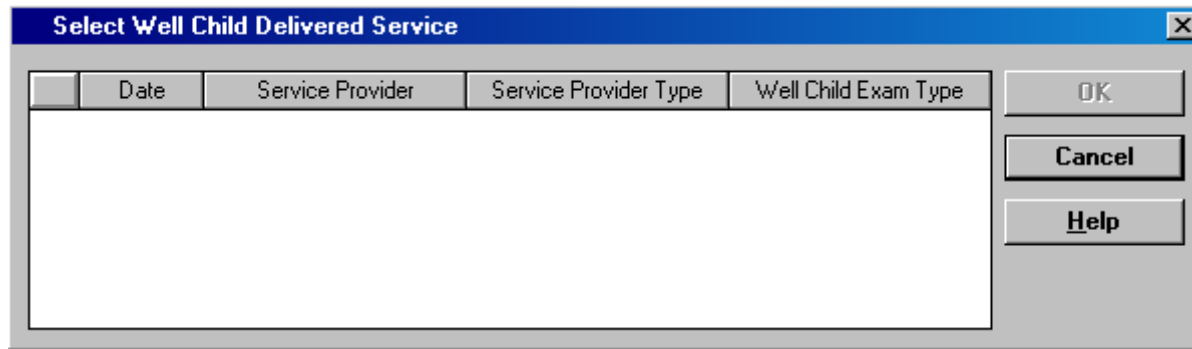 Select Well Child Delivered Service
Date Service Provider Service Provider Type Well Child Exam Type
OK
Cancel
Help